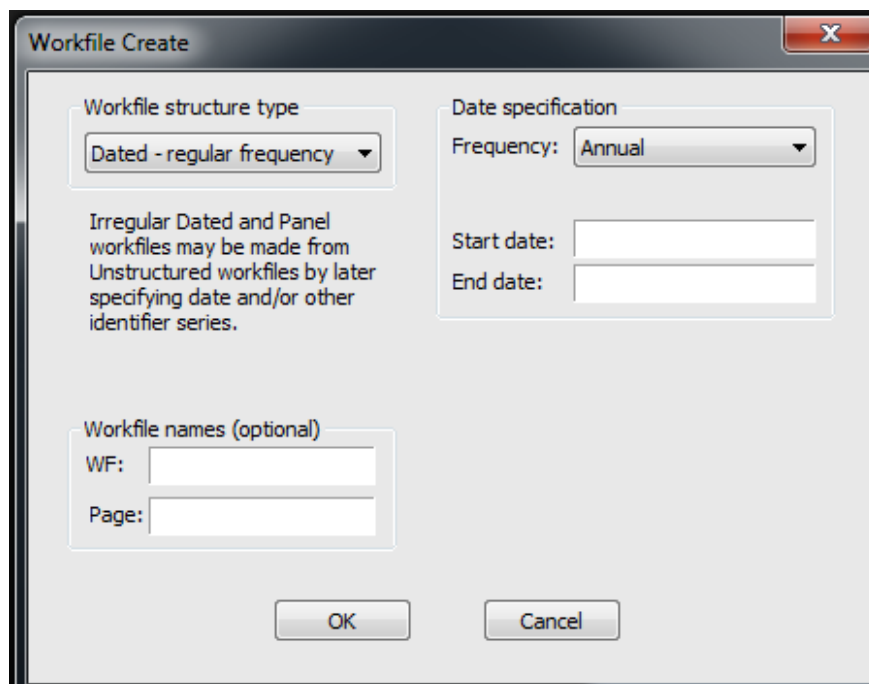 Workfile Create
X
Workfile structure type
Dated - regular frequency
Irregular Dated and Panel
workfiles may be made from
Unstructured workfiles by later
specifying date and/or other
identifier series.
Date specification
Frequency: Annual
Start date:
End date:
Workfile names (optional)
WF:
Page:
OK Cancel